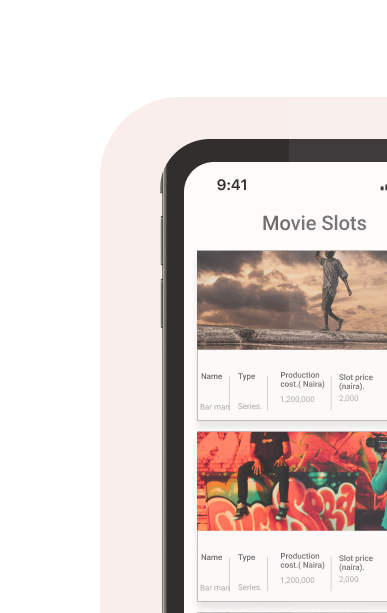 9:41
Movie Slots
Name Type Production cost.( Naira) Slot price (naira).
Bar man Series. 1,200,000 2,000
Name Type Production cost.( Naira) Slot price (naira).
Bar man Series. 1,200,000 2,000